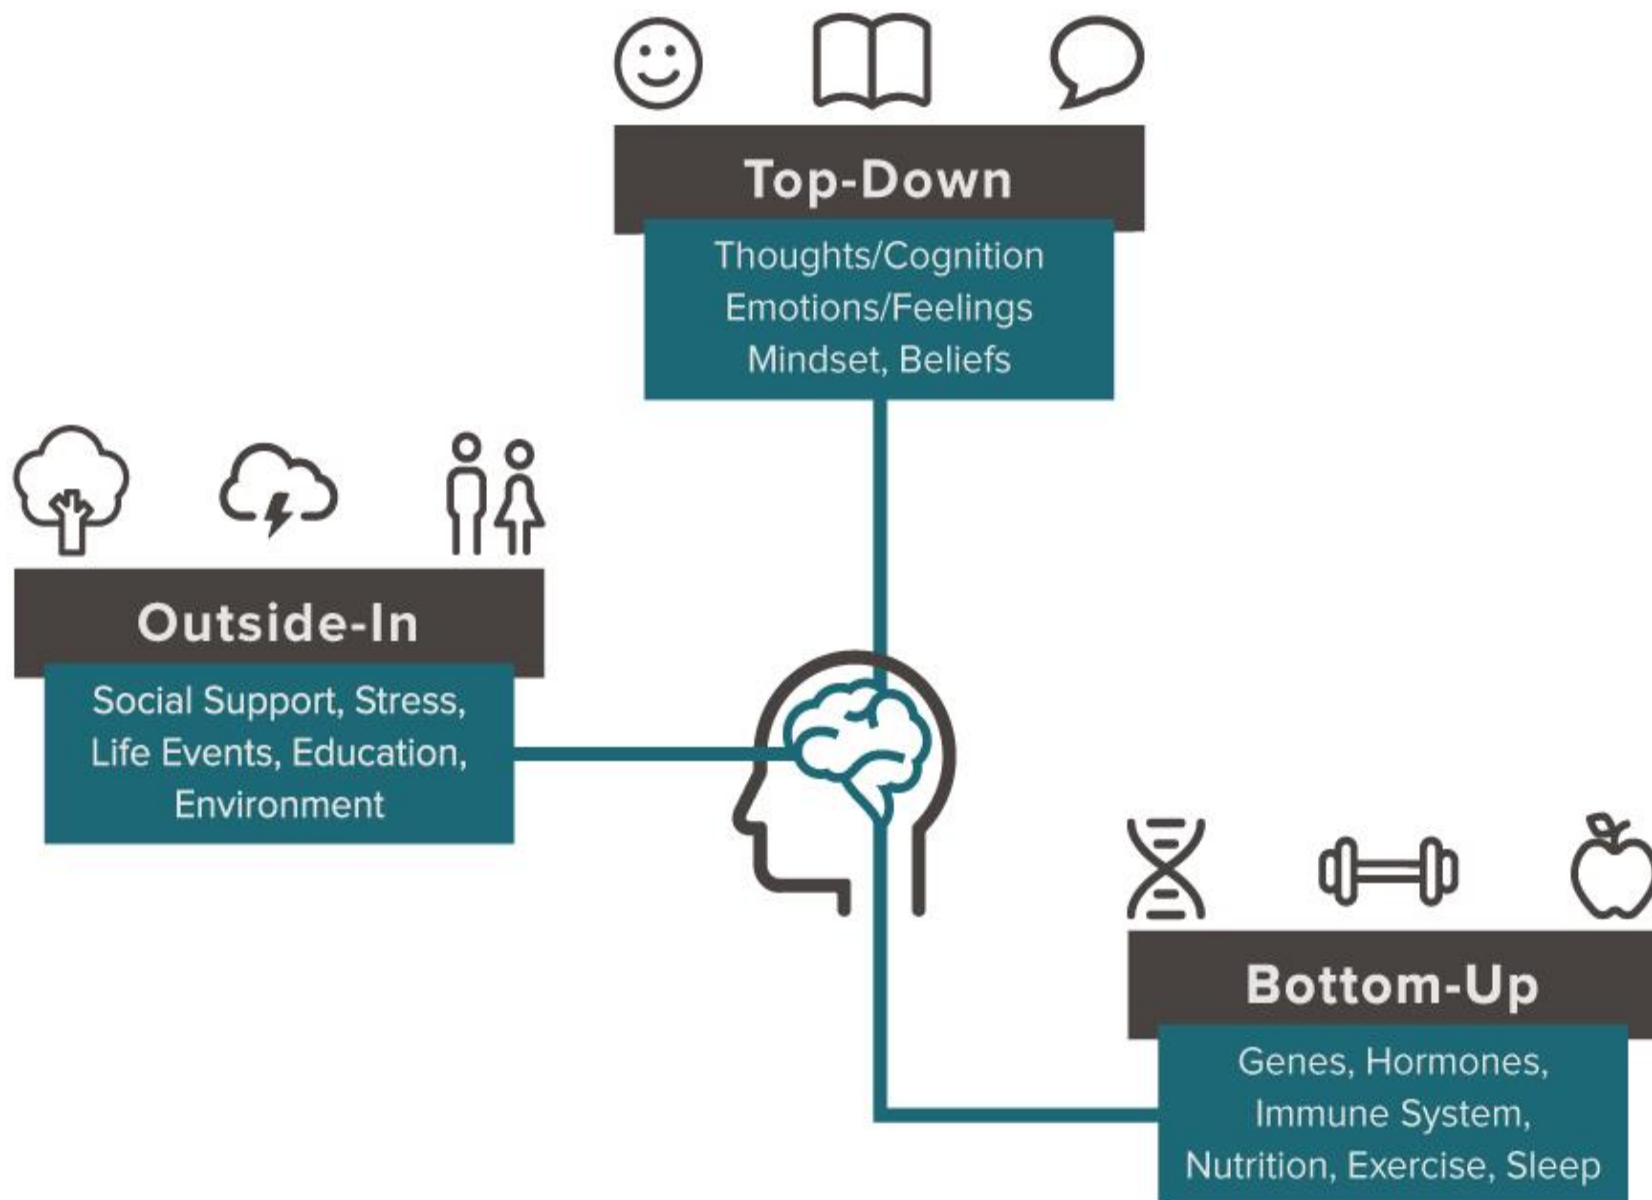 Top-Down
Thoughts/Cognition
Emotions/Feelings
Mindset, Beliefs
Outside-In
Social Support, Stress,
Life Events, Education,
Environment
Bottom-Up
Genes, Hormones,
Immune System,
Nutrition, Exercise, Sleep